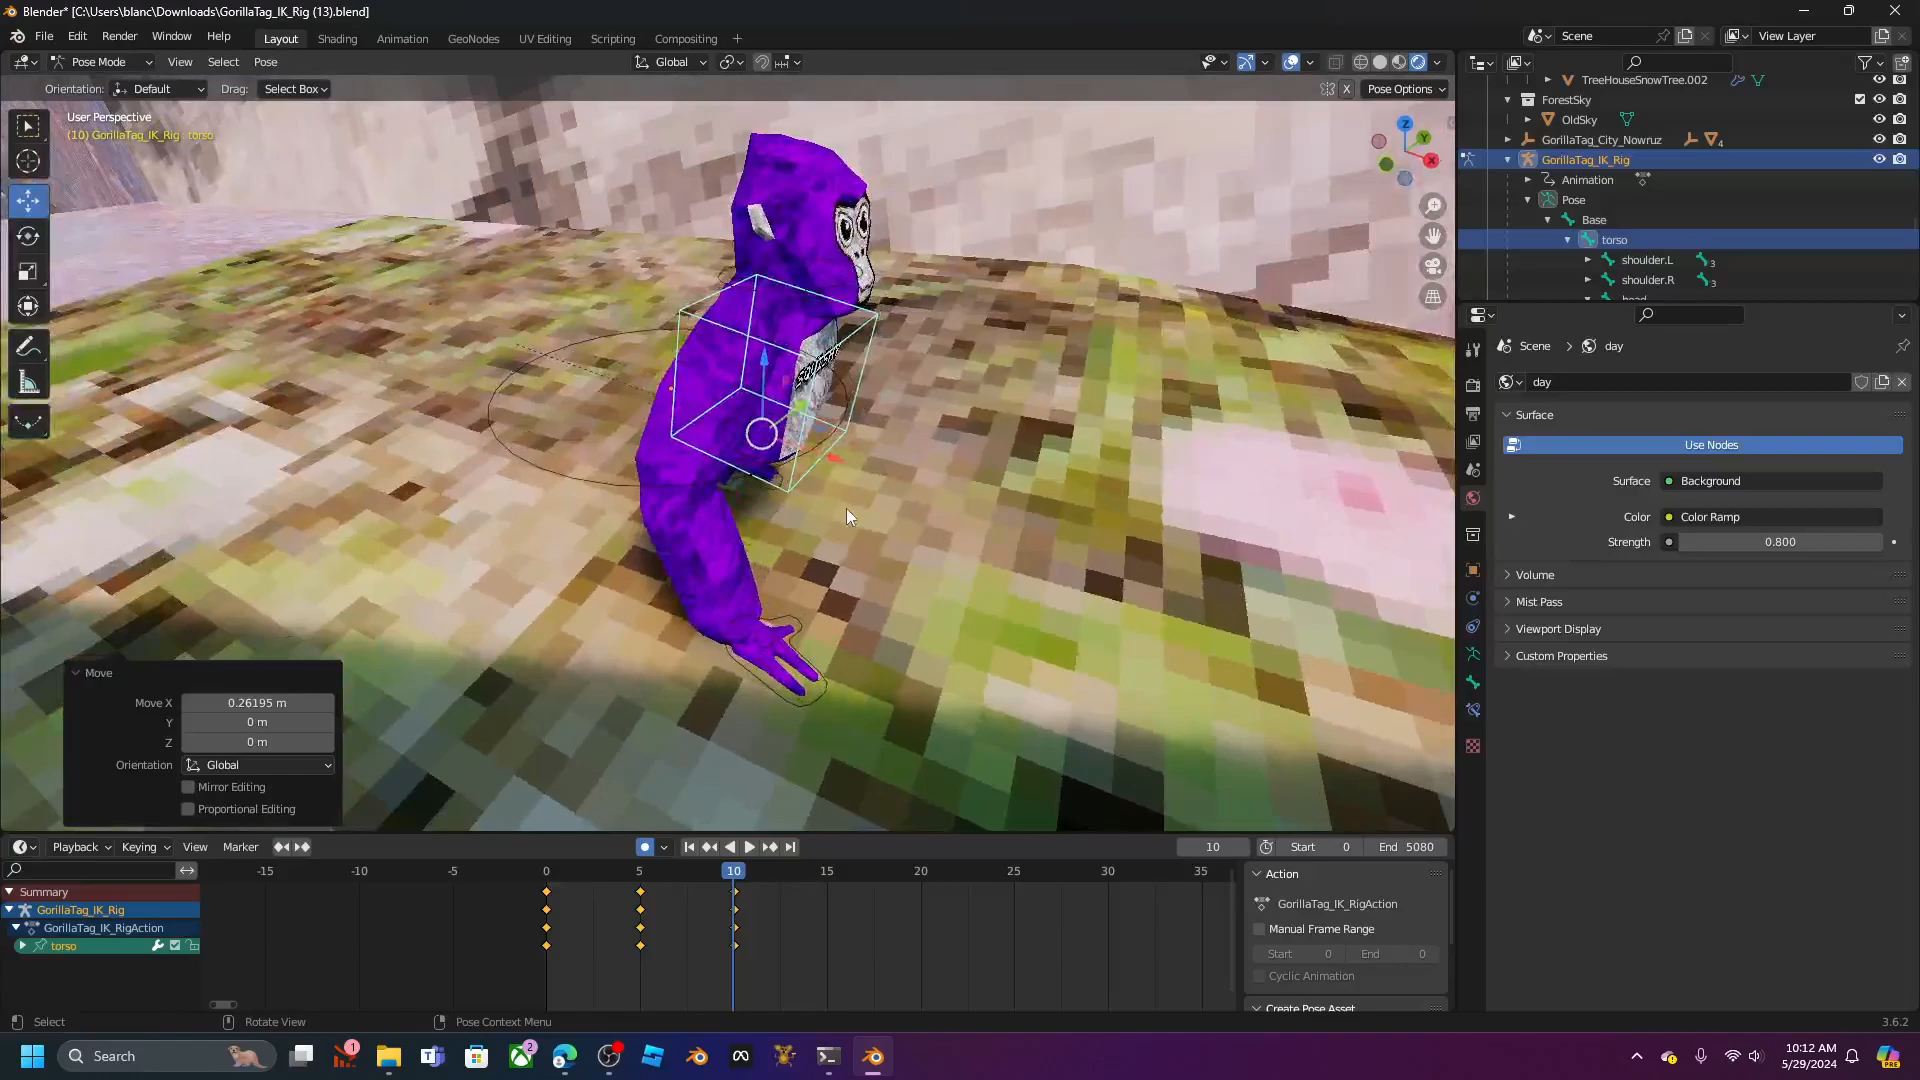 Blender* [C:\Users\blanc\Downloads\GorillaTag_IK_Rig (13).blend]
File Edit Render Window Help
Layout Shading Animation GeoNodes UV Editing Scripting Compositing +
Scene View Layer
Pose Mode View Select Pose Global
Orientation: Default Drag: Select Box X Pose Options
User Perspective
(10) GorillaTag_IK_Rig : torso
Z
Y
X
TreeHouseSnowTree.002
ForestSky
OldSky
GorillaTag_City_Nowruz 4
GorillaTag_IK_Rig
Animation
Pose
Base
torso
shoulder.L 3
shoulder.R 3
head
Scene > day
day
Surface
Use Nodes
Surface Background
Color Color Ramp
Strength 0.800
Volume
Mist Pass
Viewport Display
Custom Properties
Move
Move X 0.26195 m
Y 0 m
Z 0 m
Orientation Global
Mirror Editing
Proportional Editing
Playback Keying View Marker 10 Start 0 End 5080
-15 -10 -5 0 5 10 15 20 25 30 35
Summary
GorillaTag_IK_Rig
GorillaTag_IK_RigAction
torso
Action
GorillaTag_IK_RigAction
Manual Frame Range
Start 0 End 0
Cyclic Animation
Create Pose Asset
Select Rotate View Pose Context Menu 3.6.2
Search 1 2
10:12 AM
5/29/2024
PRE